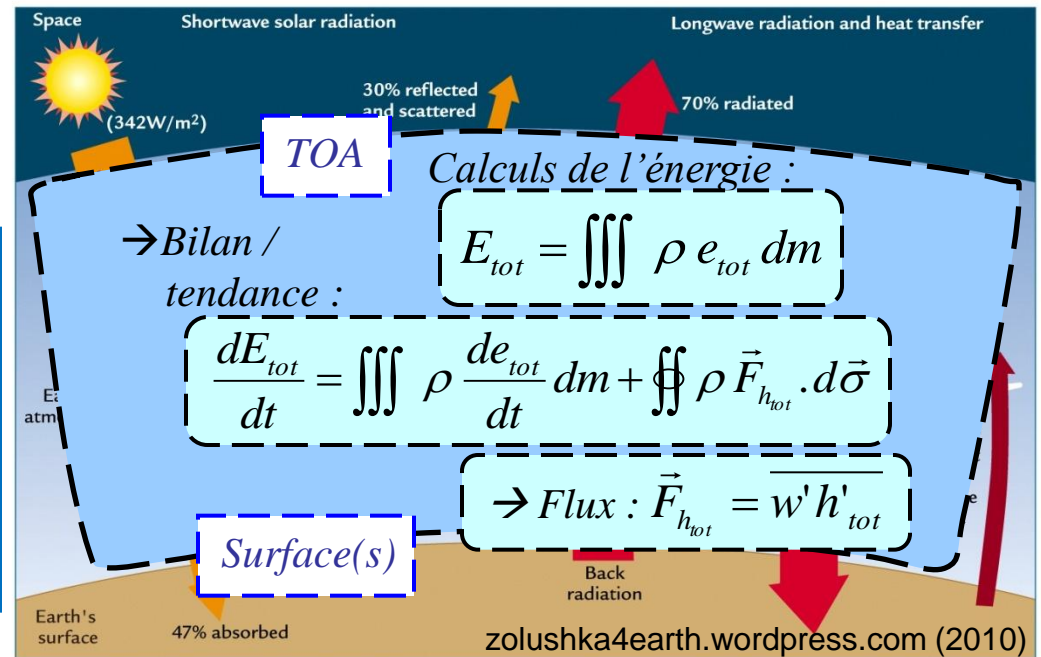 Space
Shortwave solar radiation
Longwave radiation and heat transfer
(342W/m²)
30% reflected
and scattered
70% radiated
TOA
Calculs de l’énergie :
E_tot = ∭ ρ e_tot dm
→Bilan /
tendance :
dE_tot/dt = ∭ ρ de_tot/dt dm + ∯ ρ F⃗_h_tot . dσ⃗
→ Flux : F⃗_h_tot = \overline{w' h'_tot}
Surface(s)
Back
radiation
Earth's
surface
47% absorbed
zolushka4earth.wordpress.com (2010)